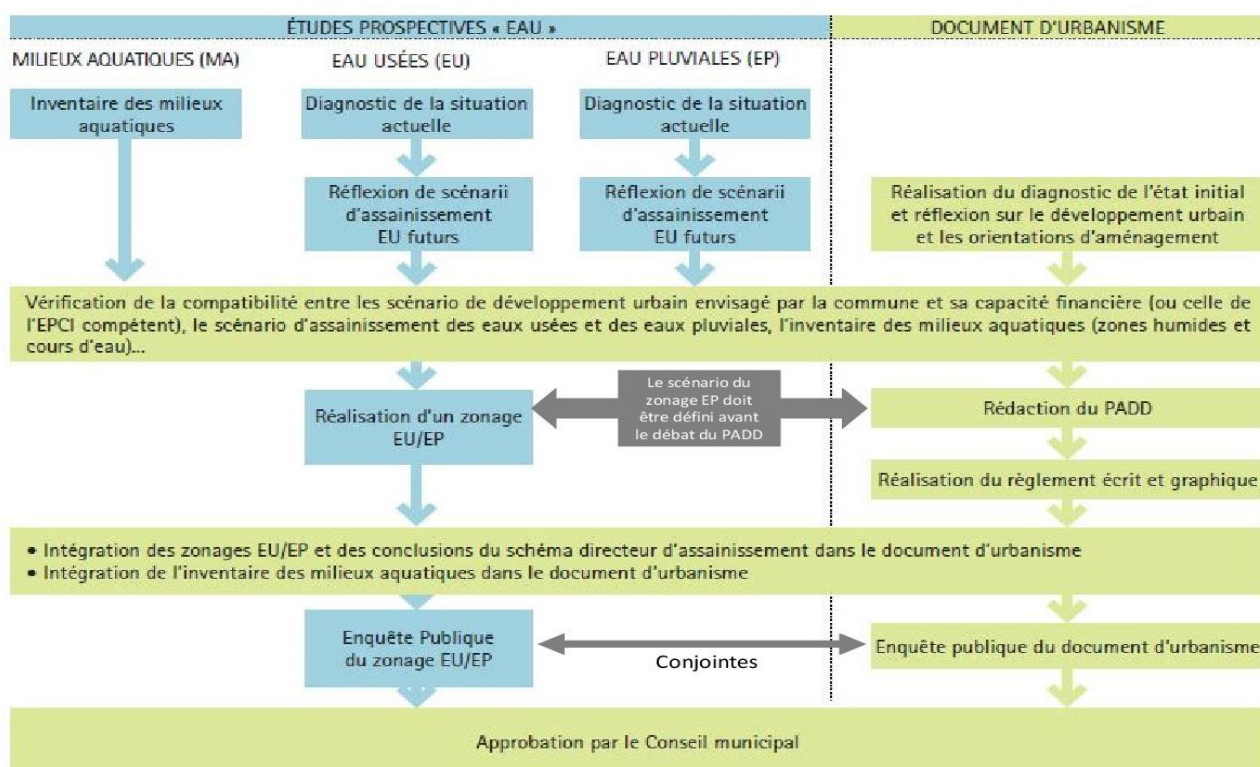 ÉTUDES PROSPECTIVES « EAU »
DOCUMENT D'URBANISME
MILIEUX AQUATIQUES (MA)
EAU USÉES (EU)
EAU PLUVIALES (EP)
Inventaire des milieux
aquatiques
Diagnostic de la situation
actuelle
Diagnostic de la situation
actuelle
Réflexion de scénarii
d'assainissement
EU futurs
Réflexion de scénarii
d'assainissement
EU futurs
Réalisation du diagnostic de l'état initial
et réflexion sur le développement urbain
et les orientations d'aménagement
Vérification de la compatibilité entre les scénario de développement urbain envisagé par la commune et sa capacité financière (ou celle de
l'EPCI compétent), le scénario d'assainissement des eaux usées et des eaux pluviales, l'inventaire des milieux aquatiques (zones humides et
cours d'eau)...
Réalisation d'un zonage
EU/EP
Le scénario du
zonage EP doit
être défini avant
le débat du PADD
Rédaction du PADD
Réalisation du règlement écrit et graphique
• Intégration des zonages EU/EP et des conclusions du schéma directeur d'assainissement dans le document d'urbanisme
• Intégration de l'inventaire des milieux aquatiques dans le document d'urbanisme
Enquête Publique
du zonage EU/EP
Conjointes
Enquête publique du document d'urbanisme
Approbation par le Conseil municipal